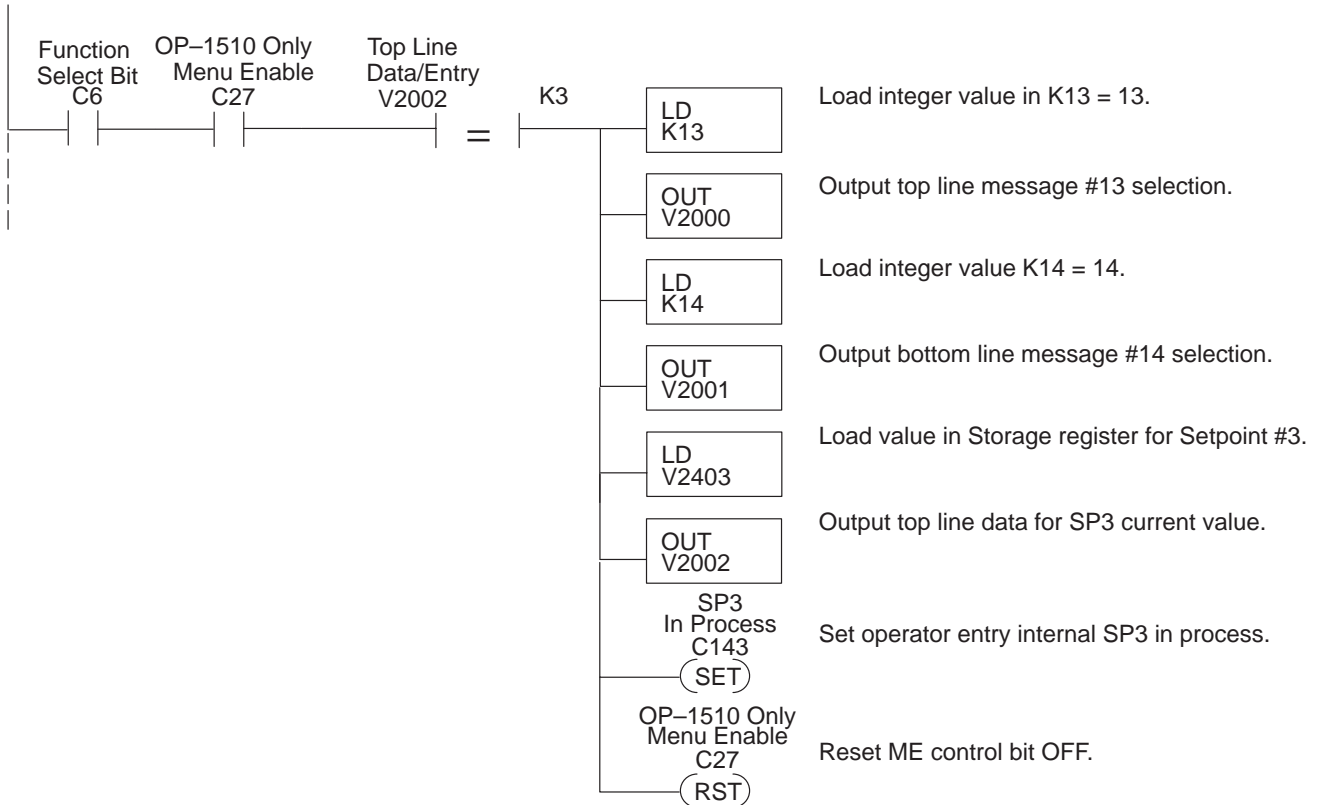 Function
Select Bit
C6
OP–1510 Only
Menu Enable
C27
Top Line
Data/Entry
V2002
=
K3
LD
K13
Load integer value in K13 = 13.
OUT
V2000
Output top line message #13 selection.
LD
K14
Load integer value K14 = 14.
OUT
V2001
Output bottom line message #14 selection.
LD
V2403
Load value in Storage register for Setpoint #3.
OUT
V2002
Output top line data for SP3 current value.
SP3
In Process
C143
SET
Set operator entry internal SP3 in process.
OP–1510 Only
Menu Enable
C27
RST
Reset ME control bit OFF.